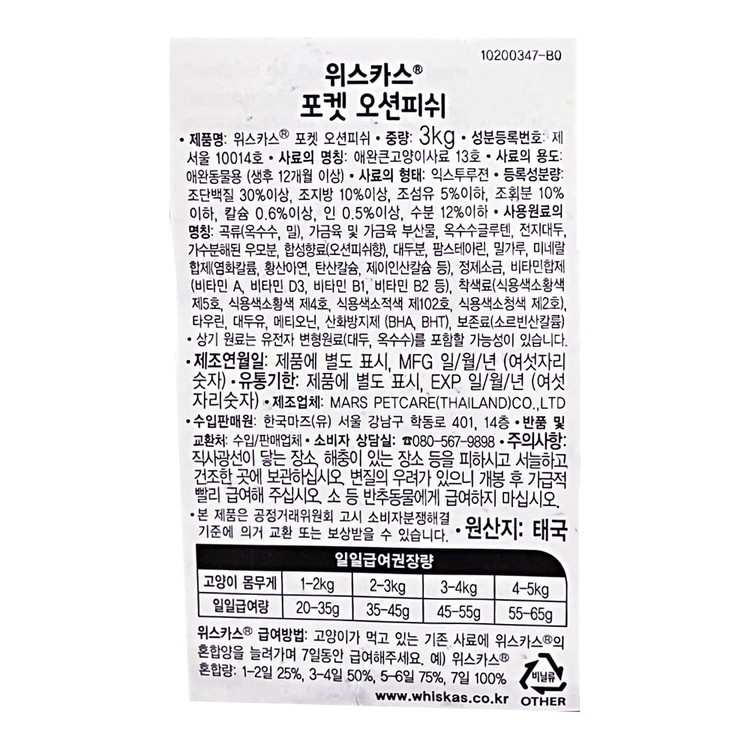 10200347-B0
위스카스®
포켓 오션피쉬
• 제품명: 위스카스® 포켓 오션피쉬 • 중량: 3kg • 성분등록번호: 제
서울 10014호 • 사료의 명칭: 애완큰고양이사료 13호 • 사료의 용도:
애완동물용 (생후 12개월 이상) • 사료의 형태: 익스투루젼 • 등록성분량:
조단백질 30%이상, 조지방 10%이상, 조섬유 5%이하, 조회분 10%
이하, 칼슘 0.6%이상, 인 0.5%이상, 수분 12%이하 • 사용원료의
명칭: 곡류(옥수수, 밀), 가금육 및 가금육 부산물, 옥수수글루텐, 전지대두,
가수분해된 우모분, 합성향료(오션피쉬향), 대두분, 팜스테아린, 밀가루, 미네랄
합제(염화칼륨, 황산아연, 탄산칼슘, 제이인산칼슘 등), 정제소금, 비타민합제
(비타민 A, 비타민 D3, 비타민 B1, 비타민 B2 등), 착색료(식용색소황색
제5호, 식용색소황색 제4호, 식용색소적색 제102호, 식용색소청색 제2호),
타우린, 대두유, 메티오닌, 산화방지제 (BHA, BHT), 보존료(소르빈산칼륨)
• 상기 원료는 유전자 변형원료(대두, 옥수수)를 포함할 가능성이 있습니다.
• 제조연월일: 제품에 별도 표시, MFG 일/월/년 (여섯자리
숫자) • 유통기한: 제품에 별도 표시, EXP 일/월/년 (여섯
자리숫자) • 제조업체: MARS PETCARE(THAILAND)CO.,LTD
• 수입판매원: 한국마즈(유) 서울 강남구 학동로 401, 14층 • 반품 및
교환처: 수입/판매업체 • 소비자 상담실: ☎080-567-9898 • 주의사항:
직사광선이 닿는 장소, 해충이 있는 장소 등을 피하시고 서늘하고
건조한 곳에 보관하십시오. 변질의 우려가 있으니 개봉 후 가급적
빨리 급여해 주십시오. 소 등 반추동물에게 급여하지 마십시오.
• 본 제품은 공정거래위원회 고시 소비자분쟁해결
기준에 의거 교환 또는 보상받을 수 있습니다. • 원산지: 태국
일일급여권장량
고양이 몸무게 1-2kg 2-3kg 3-4kg 4-5kg
일일급여량 20-35g 35-45g 45-55g 55-65g
위스카스® 급여방법: 고양이가 먹고 있는 기존 사료에 위스카스®의
혼합양을 늘려가며 7일동안 급여해주세요. 예) 위스카스®
혼합량: 1-2일 25%, 3-4일 50%, 5-6일 75%, 7일 100%
www.whiskas.co.kr
비닐류
OTHER